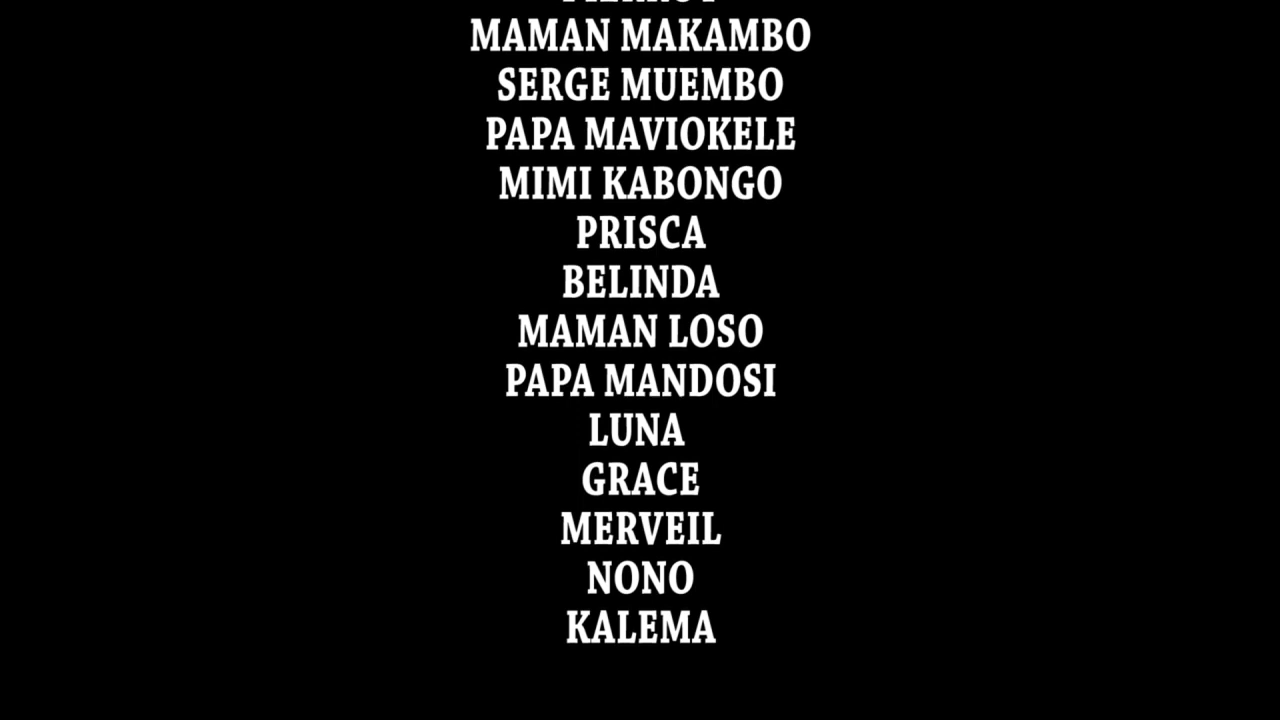 MAMAN MAKAMBO
SERGE MUEMBO
PAPA MAVIOKELE
MIMI KABONGO
PRISCA
BELINDA
MAMAN LOSO
PAPA MANDOSI
LUNA
GRACE
MERVEIL
NONO
KALEMA